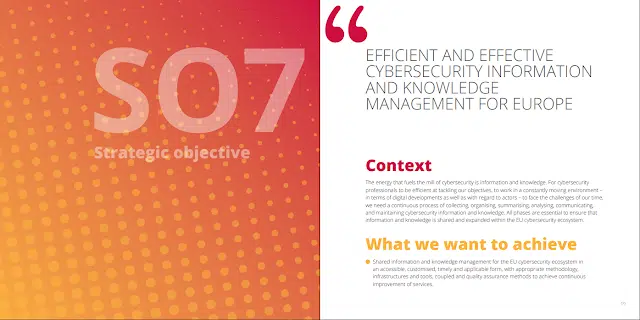 SO7
Strategic objective
“
EFFICIENT AND EFFECTIVE
CYBERSECURITY INFORMATION
AND KNOWLEDGE
MANAGEMENT FOR EUROPE
Context
The energy that fuels the mill of cybersecurity is information and knowledge. For cybersecurity
professionals to be efficient at tackling our objectives, to work in a constantly moving environment –
in terms of digital developments as well as with regard to actors – to face the challenges of our time,
we need a continuous process of collecting, organising, summarising, analysing, communicating,
and maintaining cybersecurity information and knowledge. All phases are essential to ensure that
information and knowledge is shared and expanded within the EU cybersecurity ecosystem.
What we want to achieve
Shared information and knowledge management for the EU cybersecurity ecosystem in
an accessible, customised, timely and applicable form, with appropriate methodology,
infrastructures and tools, coupled and quality assurance methods to achieve continuous
improvement of services.